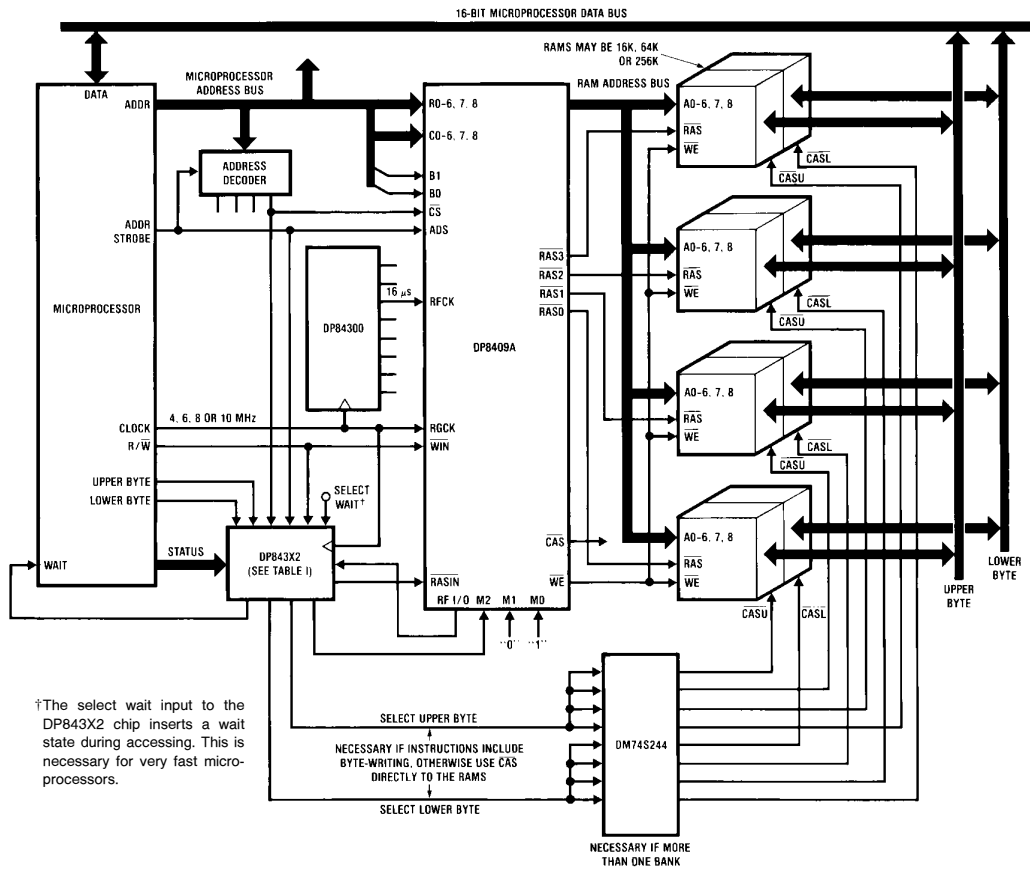 16-BIT MICROPROCESSOR DATA BUS
RAMS MAY BE 16K, 64K
OR 256K
DATA
MICROPROCESSOR
ADDRESS BUS
ADDR
R0-6, 7, 8
RAM ADDRESS BUS
A0-6, 7, 8
C0-6, 7, 8
RAS
WE
ADDRESS
DECODER
B1
B0
CS
CASL
CASU
ADDR
STROBE
ADS
A0-6, 7, 8
RAS3
RAS2
RAS
RAS1
WE
RAS0
CASL
CASU
MICROPROCESSOR
16 μs
RFCK
DP84300
DP8409A
A0-6, 7, 8
RAS
WE
CASL
CASU
CLOCK
4, 6, 8 OR 10 MHz
RGCK
R/W
WIN
UPPER BYTE
LOWER BYTE
SELECT
WAIT†
A0-6, 7, 8
CAS
RAS
WE
WE
CASU
CASL
STATUS
WAIT
DP843X2
(SEE TABLE I)
RASIN
RF I/O
M2
M1
M0
"0"
"1"
UPPER
BYTE
LOWER
BYTE
†The select wait input to the
DP843X2 chip inserts a wait
state during accessing. This is
necessary for very fast micro-
processors.
SELECT UPPER BYTE
NECESSARY IF INSTRUCTIONS INCLUDE
BYTE-WRITING, OTHERWISE USE CAS
DIRECTLY TO THE RAMS
SELECT LOWER BYTE
DM74S244
NECESSARY IF MORE
THAN ONE BANK